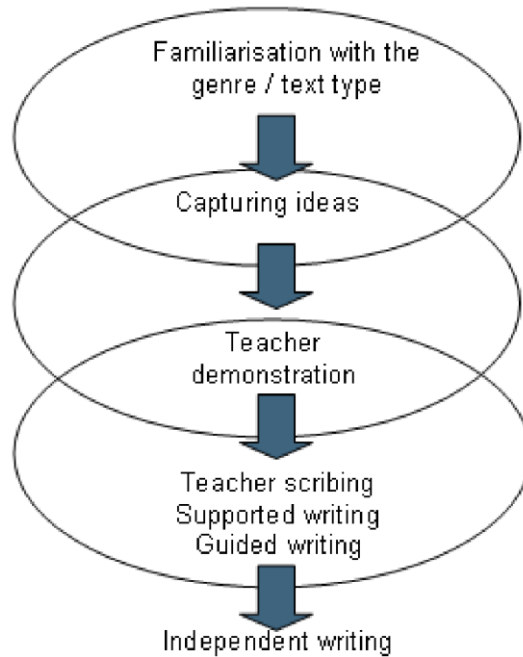 Familiarisation with the
genre / text type
Capturing ideas
Teacher
demonstration
Teacher scribing
Supported writing
Guided writing
Independent writing